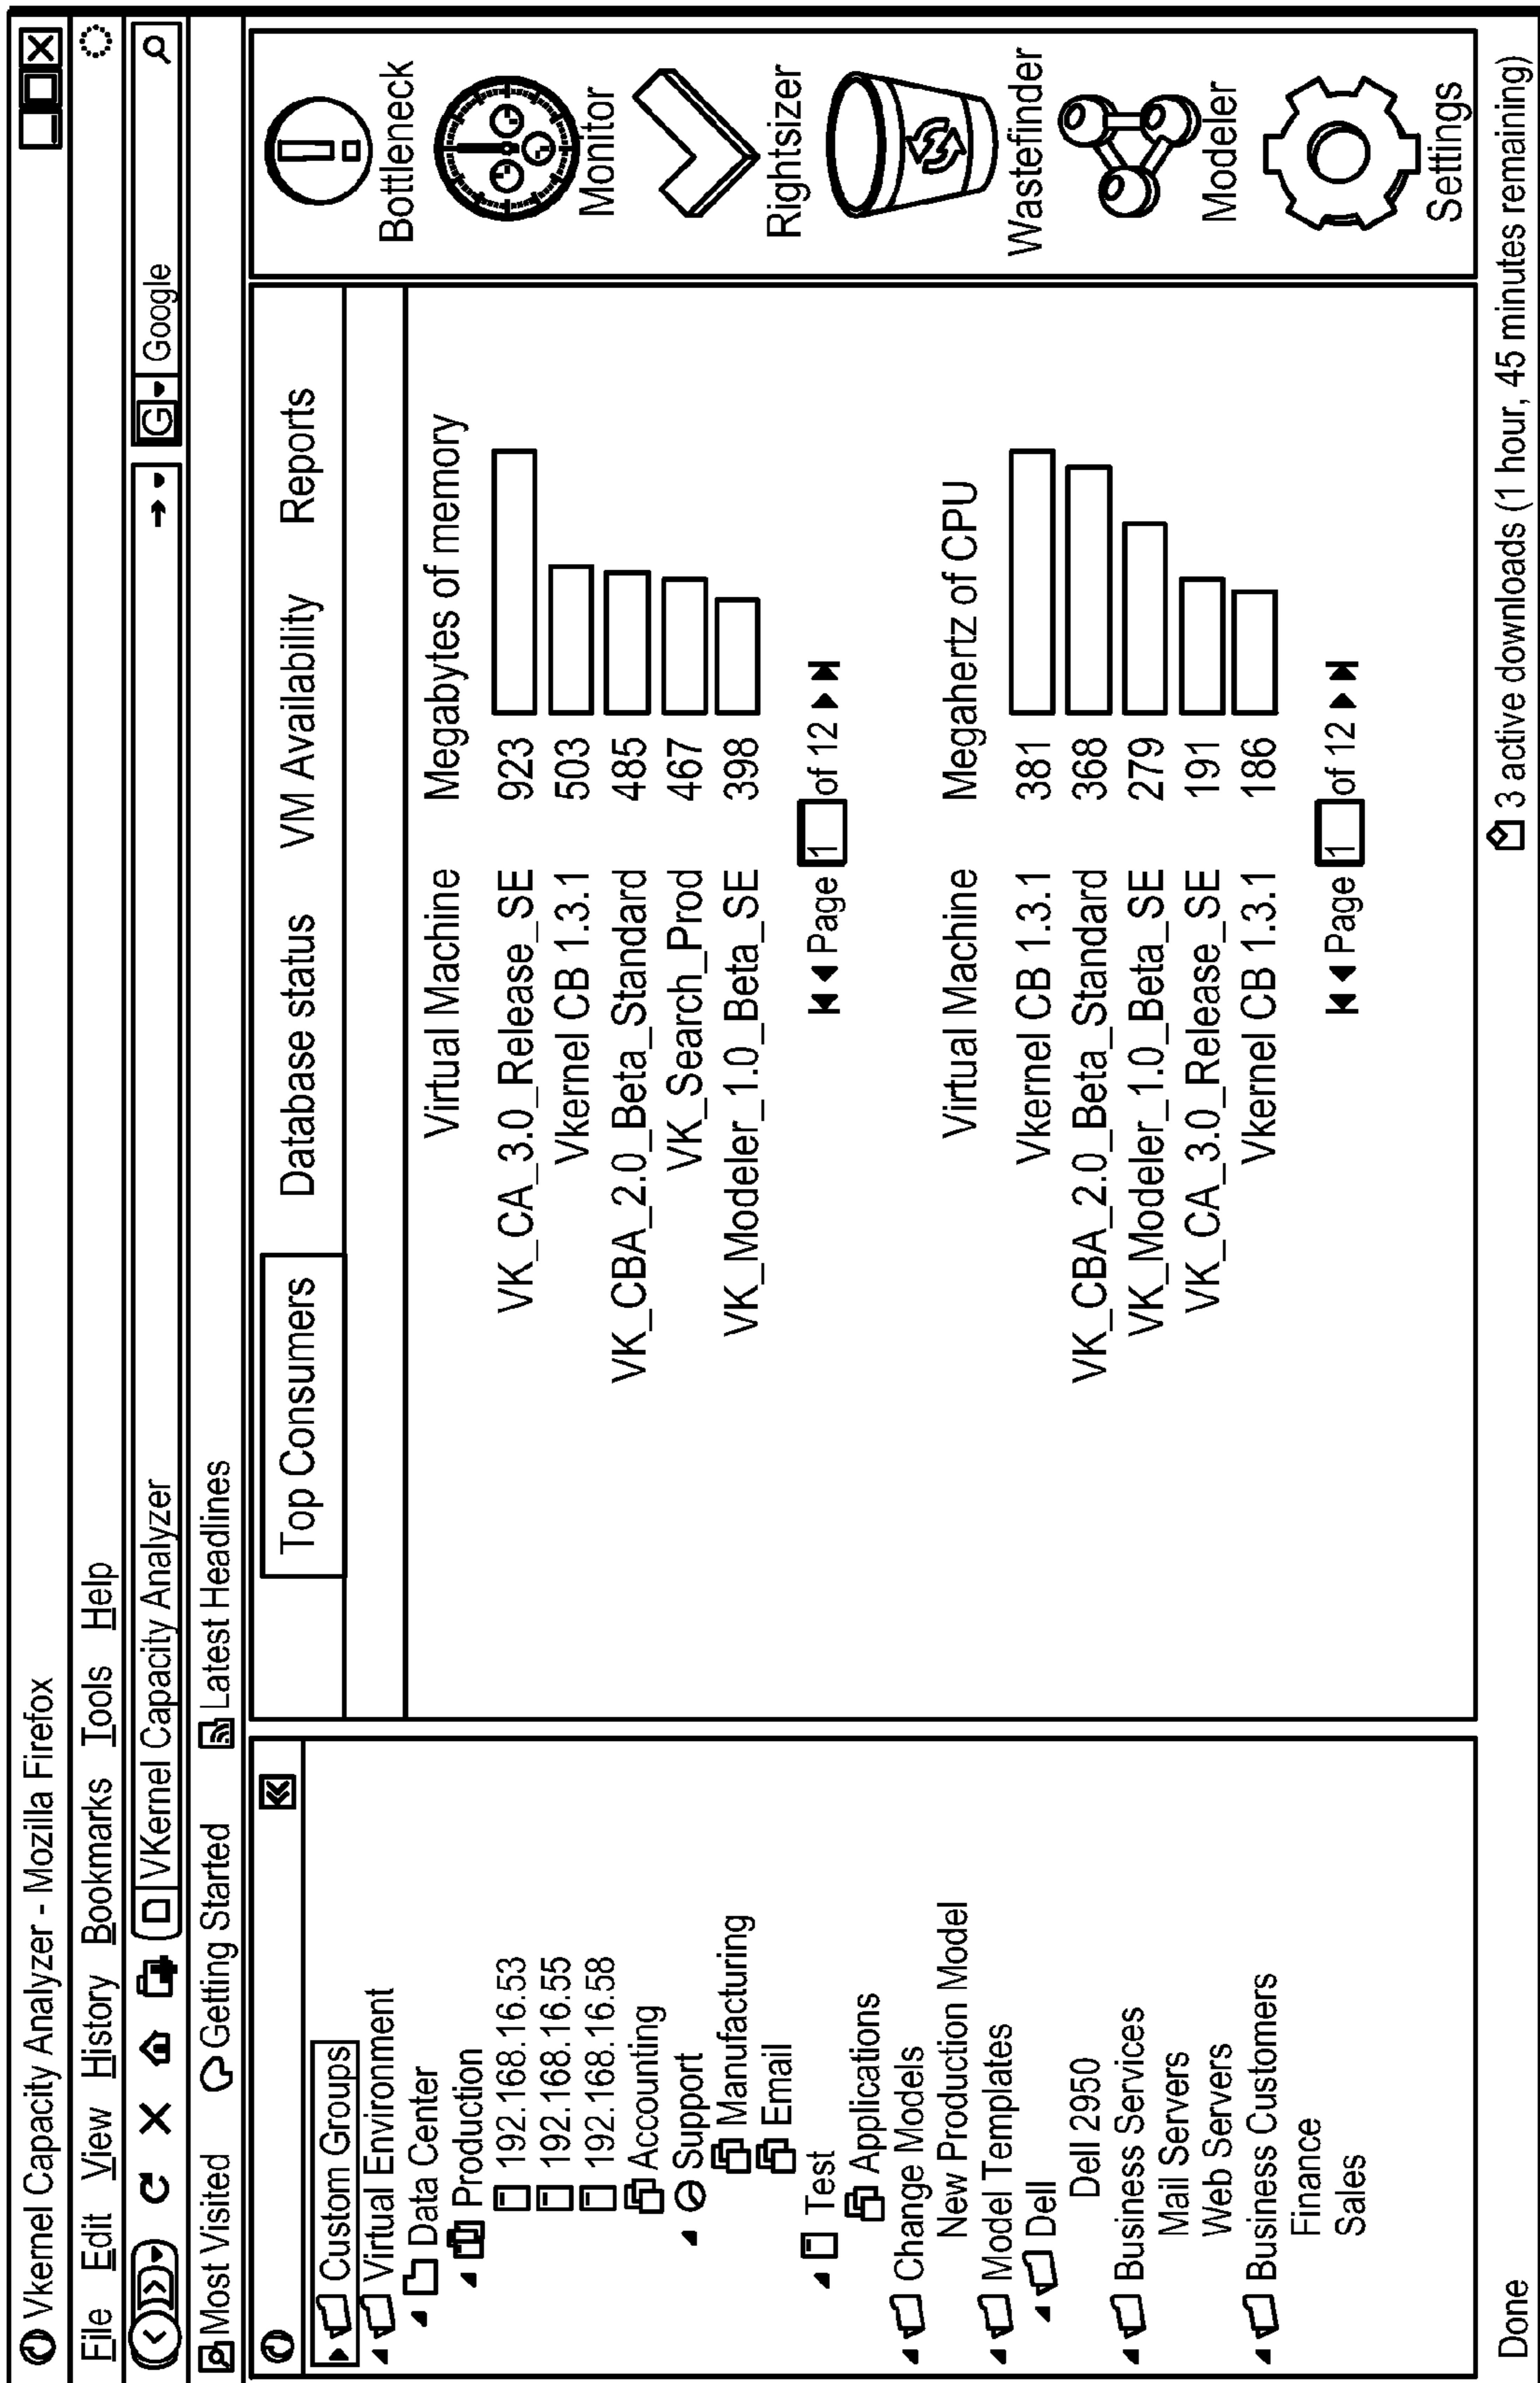 Vkernel Capacity Analyzer - Mozilla Firefox
File Edit View History Bookmarks Tools Help
VKernel Capacity Analyzer
G Google
Most Visited Getting Started Latest Headlines
Custom Groups
Virtual Environment
Data Center
Production
192.168.16.53
192.168.16.55
192.168.16.58
Accounting
Support
Manufacturing
Email
Test
Applications
Change Models
New Production Model
Model Templates
Dell
Dell 2950
Business Services
Mail Servers
Web Servers
Business Customers
Finance
Sales
Top Consumers Database status VM Availability Reports
Virtual Machine Megabytes of memory
VK_CA_3.0_Release_SE 923
Vkernel CB 1.3.1 503
VK_CBA_2.0_Beta_Standard 485
VK_Search_Prod 467
VK_Modeler_1.0_Beta_SE 398
Page 1 of 12
Virtual Machine Megahertz of CPU
Vkernel CB 1.3.1 381
VK_CBA_2.0_Beta_Standard 368
VK_Modeler_1.0_Beta_SE 279
VK_CA_3.0_Release_SE 191
Vkernel CB 1.3.1 186
Page 1 of 12
Bottleneck
Monitor
Rightsizer
Wastefinder
Modeler
Settings
Done 3 active downloads (1 hour, 45 minutes remaining)